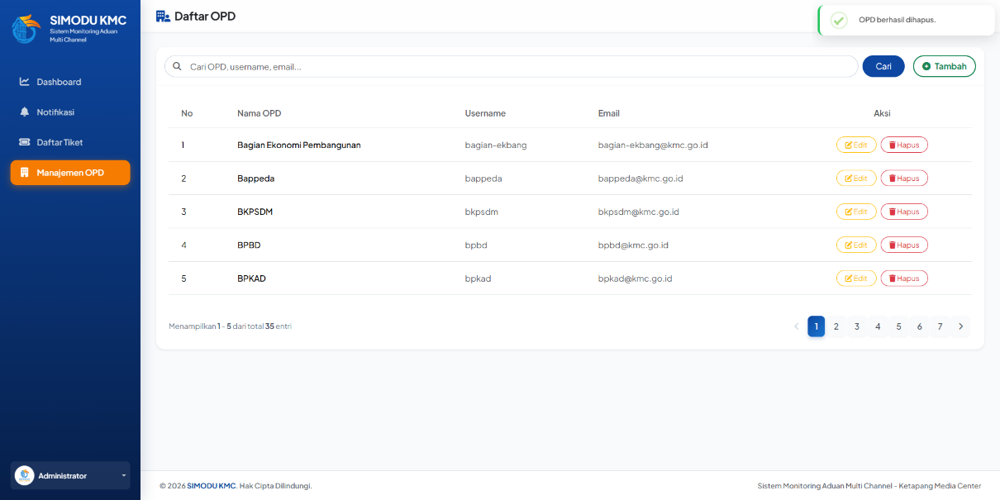 SIMODU KMC
Sistem Monitoring Aduan
Multi Channel
Dashboard
Notifikasi
Daftar Tiket
Manajemen OPD
Administrator
Daftar OPD
OPD berhasil dihapus.
Cari OPD, username, email...
Cari
Tambah
No Nama OPD Username Email Aksi
1 Bagian Ekonomi Pembangunan bagian-ekbang bagian-ekbang@kmc.go.id Edit Hapus
2 Bappeda bappeda bappeda@kmc.go.id Edit Hapus
3 BKPSDM bkpsdm bkpsdm@kmc.go.id Edit Hapus
4 BPBD bpbd bpbd@kmc.go.id Edit Hapus
5 BPKAD bpkad bpkad@kmc.go.id Edit Hapus
Menampilkan 1 - 5 dari total 35 entri
1 2 3 4 5 6 7
© 2026 SIMODU KMC. Hak Cipta Dilindungi.
Sistem Monitoring Aduan Multi Channel - Ketapang Media Center